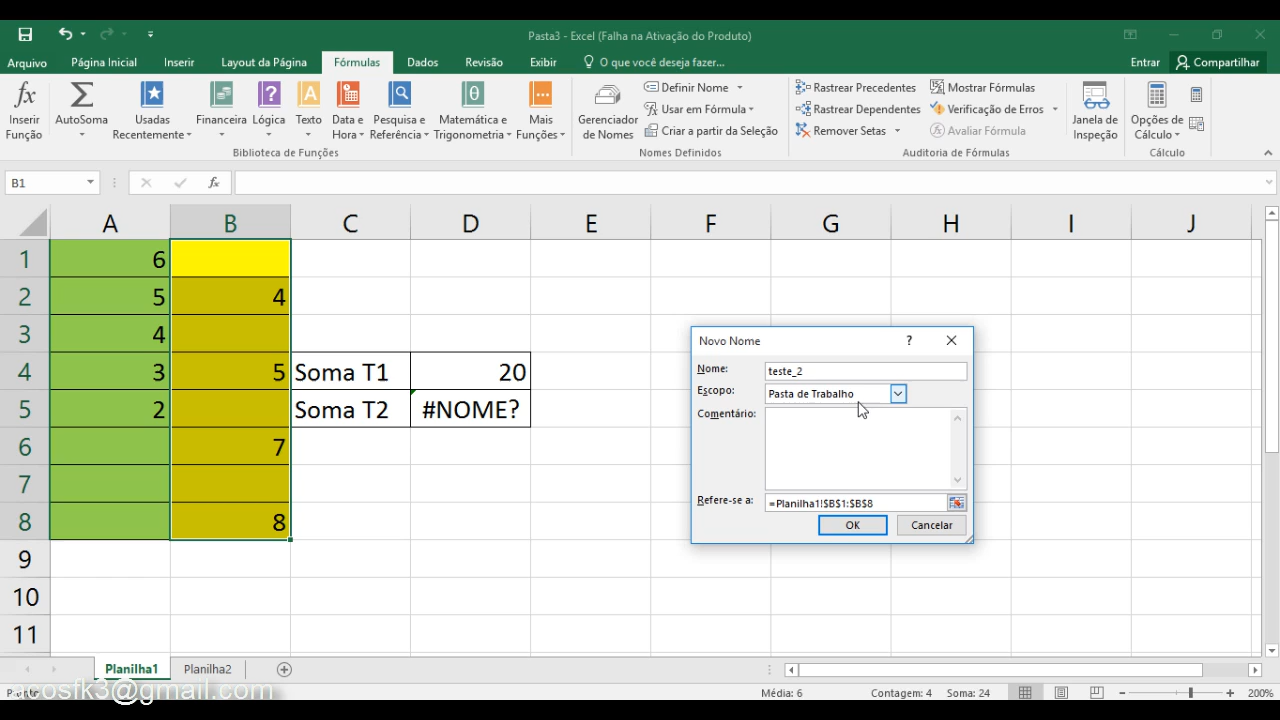 Pasta3 - Excel (Falha na Ativação do Produto)
Arquivo Página Inicial Inserir Layout da Página Fórmulas Dados Revisão Exibir O que você deseja fazer... Entrar Compartilhar
fx Inserir Função
Σ AutoSoma
Usadas Recentemente
Financeira
? Lógica
A Texto
Data e Hora
Pesquisa e Referência
θ Matemática e Trigonometria
Mais Funções
Biblioteca de Funções
Gerenciador de Nomes
Definir Nome
Usar em Fórmula
Criar a partir da Seleção
Nomes Definidos
Rastrear Precedentes
Rastrear Dependentes
Remover Setas
Mostrar Fórmulas
Verificação de Erros
Avaliar Fórmula
Auditoria de Fórmulas
Janela de Inspeção
Opções de Cálculo
Cálculo
B1 fx
A B C D E F G H I J
1 6
2 5 4
3 4
4 3 5 Soma T1 20
5 2 Soma T2 #NOME?
6 7
7
8 8
9
10
11
Novo Nome ?
Nome: teste_2
Escopo: Pasta de Trabalho
Comentário:
Refere-se a: =Planilha1!$B$1:$B$8
OK Cancelar
Planilha1 Planilha2
Média: 6 Contagem: 4 Soma: 24 200%